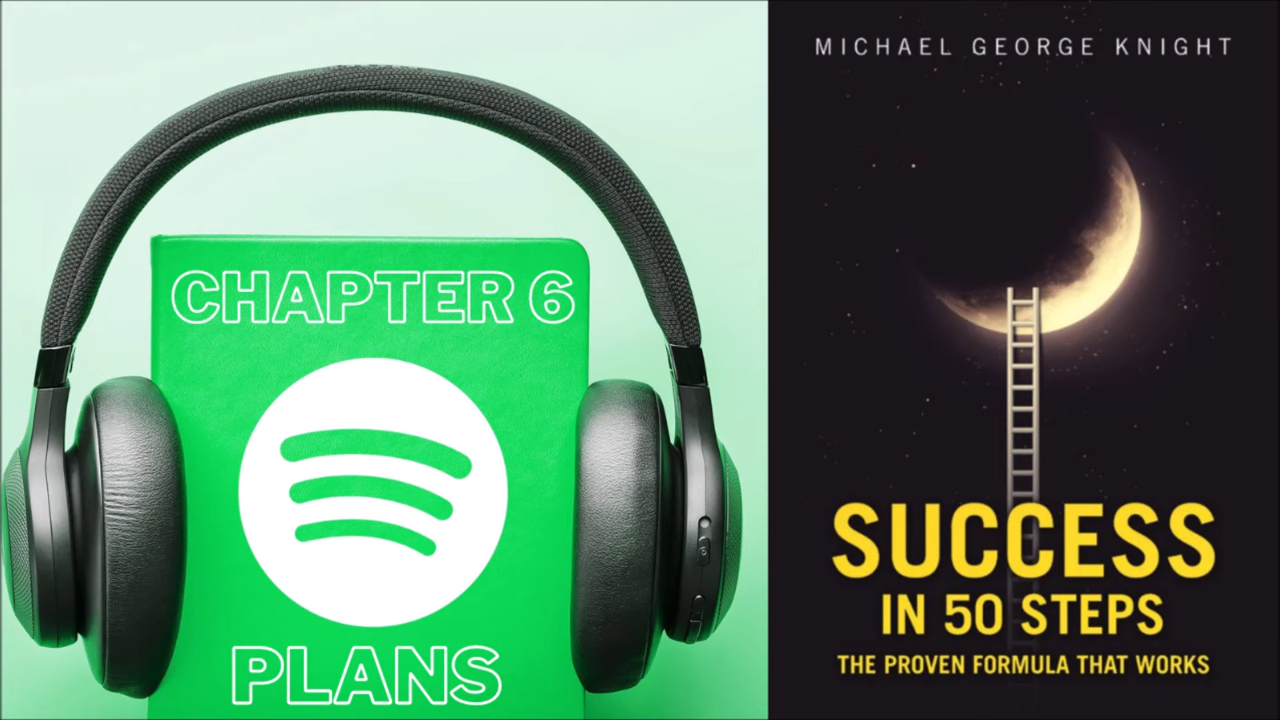 CHAPTER 6
PLANS
MICHAEL GEORGE KNIGHT
SUCCESS
IN 50 STEPS
THE PROVEN FORMULA THAT WORKS